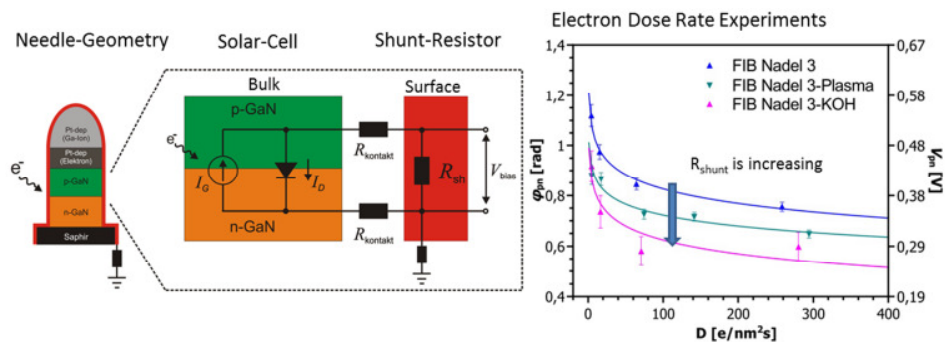 Needle-Geometry
Solar-Cell
Shunt-Resistor
Electron Dose Rate Experiments
Pt-dep
(Ga-Ion)
Pt-dep
(Elektron)
p-GaN
n-GaN
Saphir
e-
Bulk
p-GaN
e-
I_G
I_D
n-GaN
R_kontakt
R_kontakt
Surface
R_sh
V_bias
φ_pn [rad]
1,4
1,2
1,0
0,8
0,6
0,4
FIB Nadel 3
FIB Nadel 3-Plasma
FIB Nadel 3-KOH
R_shunt is increasing
0,67
0,58
0,48
0,38
0,29
0,19
V_pn [V]
0 100 200 300 400
D [e/nm²s]